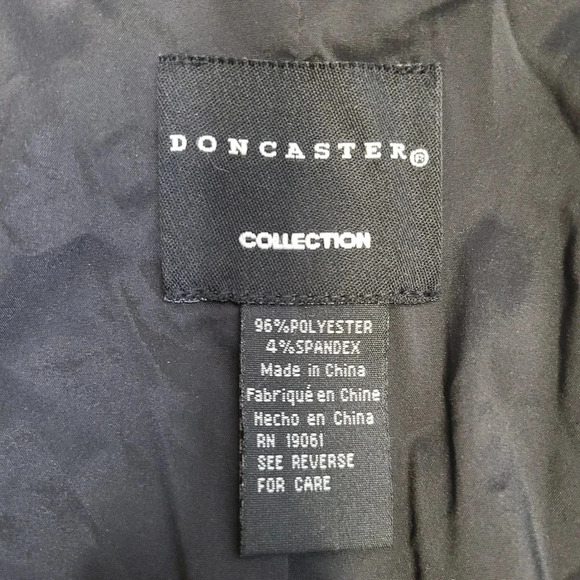 DONCASTER®
COLLECTION
96%POLYESTER
4%SPANDEX
Made in China
Fabriqué en Chine
Hecho en China
RN 19061
SEE REVERSE
FOR CARE